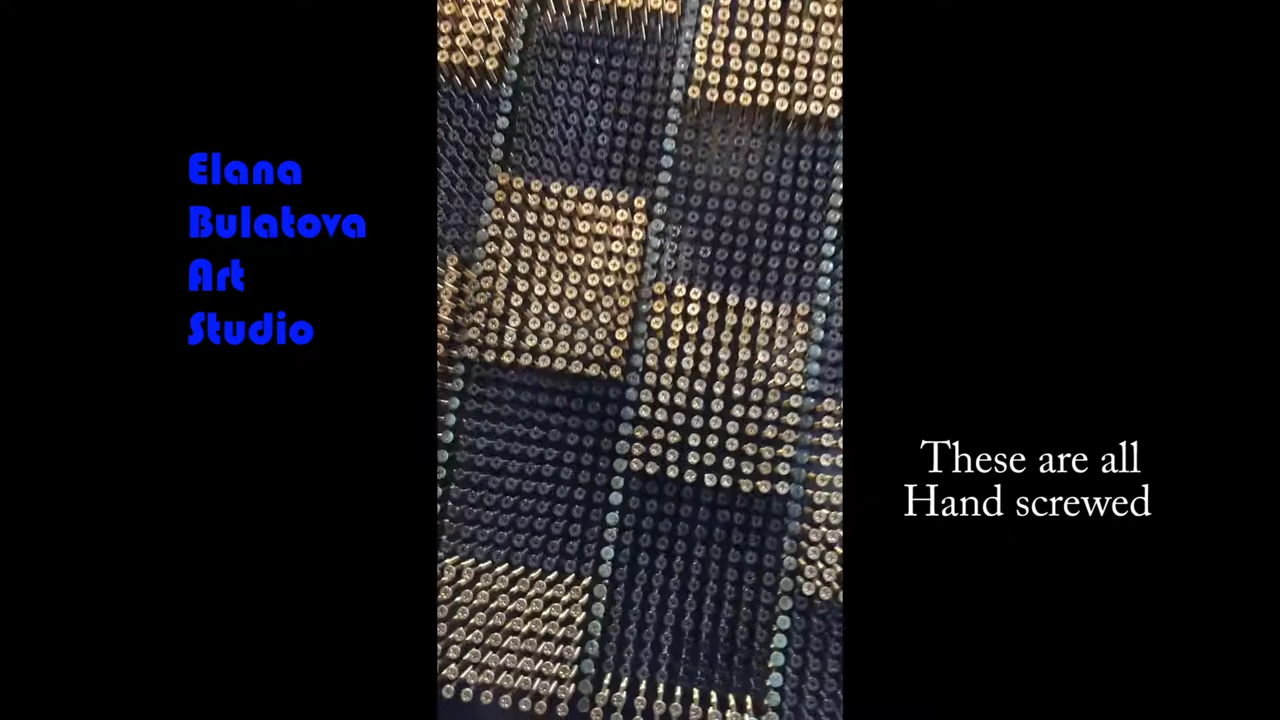 Elana
Bulatova
Art
Studio
These are all
Hand screwed